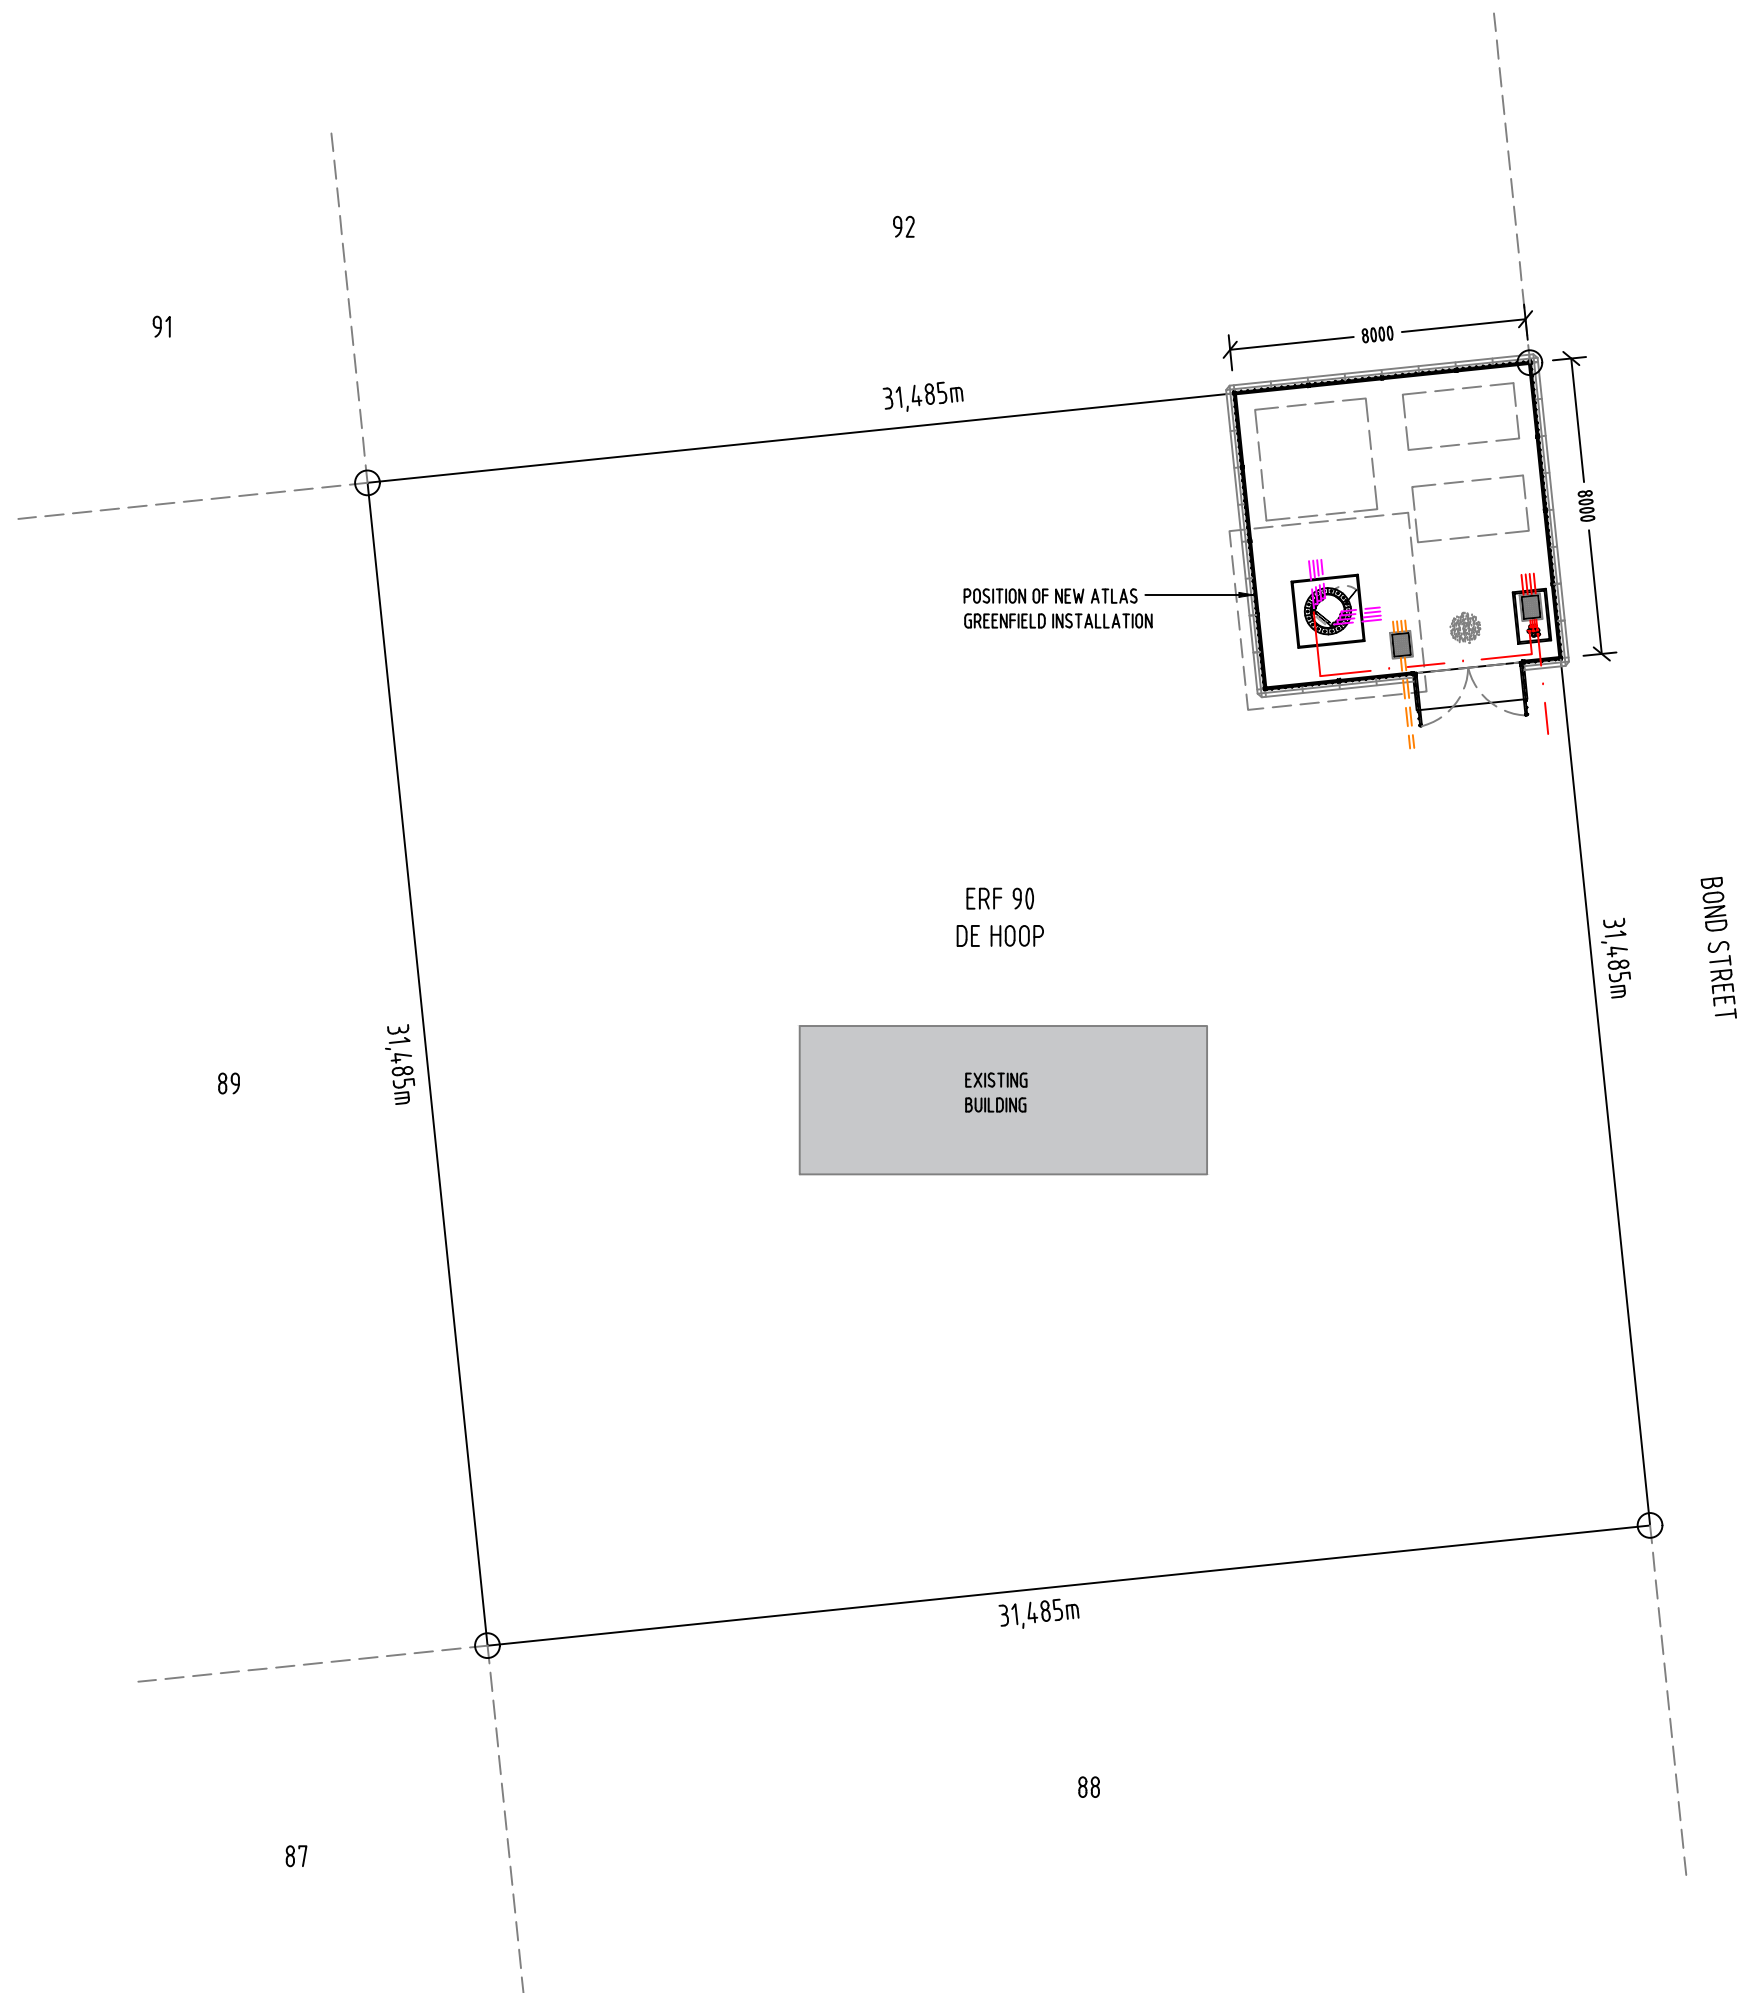 92
91
8000
31,485m
8000
POSITION OF NEW ATLAS
GREENFIELD INSTALLATION
ERF 90
DE HOOP
BOND STREET
31,485m
31,485m
EXISTING
BUILDING
89
31,485m
88
87